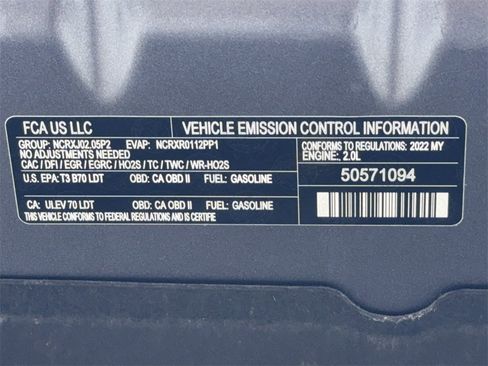 FCA US LLC
VEHICLE EMISSION CONTROL INFORMATION
GROUP: NCRXJ02.05P2 EVAP: NCRXR0112PP1
NO ADJUSTMENTS NEEDED
CAC / DFI / EGR / EGRC / HO2S / TC / TWC / WR-HO2S
CONFORMS TO REGULATIONS: 2022 MY
ENGINE: 2.0L
U.S. EPA: T3 B70 LDT OBD: CA OBD II FUEL: GASOLINE
50571094
CA: ULEV 70 LDT OBD: CA OBD II FUEL: GASOLINE
THIS VEHICLE CONFORMS TO FEDERAL REGULATIONS AND IS CERTIFIED